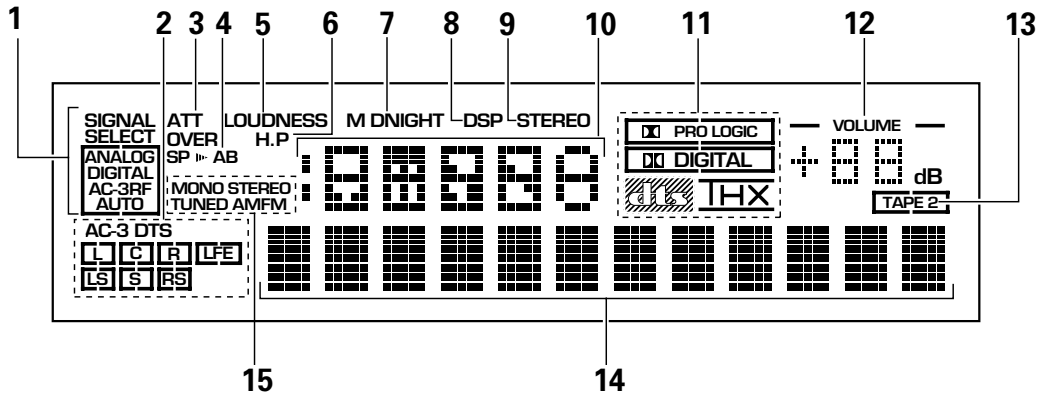 1 2 3 4 5 6 7 8 9 10 11 12 13
SIGNAL SELECT
ANALOG
DIGITAL
AC-3RF
AUTO
ATT
OVER
SP AB
LOUDNESS
H.P
M DNIGHT
DSP
STEREO
MONO STEREO
TUNED AMFM
PRO LOGIC
DIGITAL
dts THX
VOLUME
+88 dB
TAPE 2
AC-3 DTS
L C R LFE
LS S RS
15 14